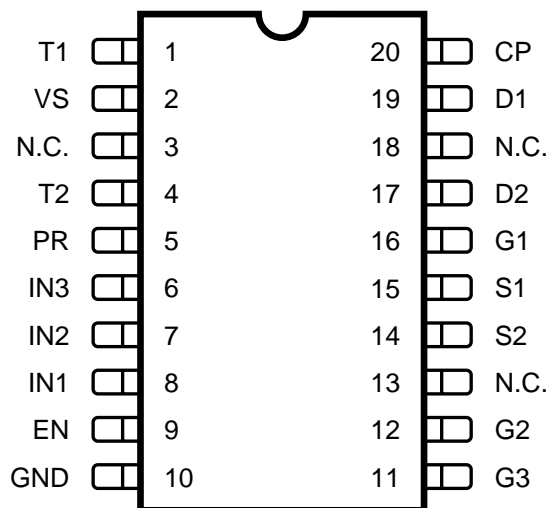 T1 1 20 CP
VS 2 19 D1
N.C. 3 18 N.C.
T2 4 17 D2
PR 5 16 G1
IN3 6 15 S1
IN2 7 14 S2
IN1 8 13 N.C.
EN 9 12 G2
GND 10 11 G3